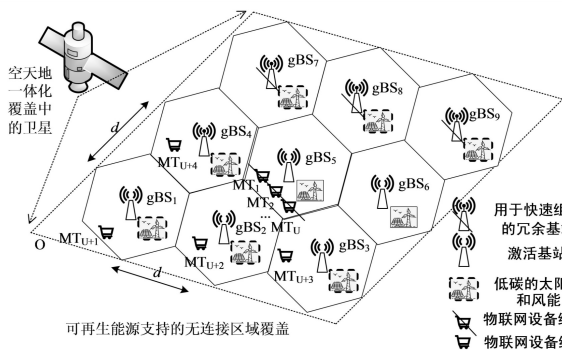 空天地
一体化
覆盖中
的卫星
d
gBS7
gBS8
gBS9
gBS4
MTU+4
gBS5
MT1
MT2
... MTU
gBS6
gBS1
MTU+1
gBS2
MTU+2
gBS3
MTU+3
O
d
用于快速组
的冗余基
激活基站
低碳的太阳
和风能
物联网设备组
物联网设备组
可再生能源支持的无连接区域覆盖